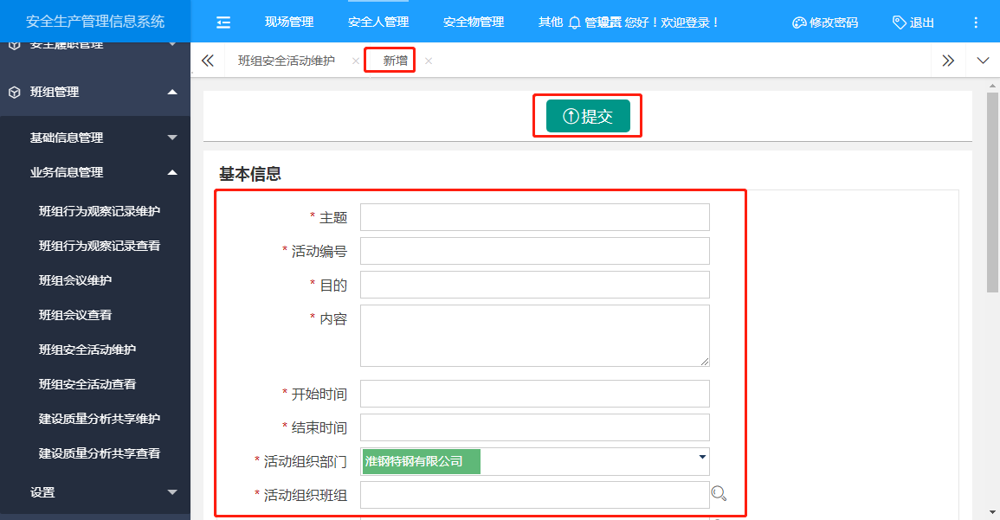 安全生产管理信息系统
现场管理
安全人管理
安全物管理
其他
管理员 您好！欢迎登录！
修改密码
退出
安全履职管理
班组管理
基础信息管理
业务信息管理
班组行为观察记录维护
班组行为观察记录查看
班组会议维护
班组会议查看
班组安全活动维护
班组安全活动查看
建设质量分析共享维护
建设质量分析共享查看
设置
班组安全活动维护
新增
提交
基本信息
* 主题
* 活动编号
* 目的
* 内容
* 开始时间
* 结束时间
* 活动组织部门
淮钢特钢有限公司
* 活动组织班组